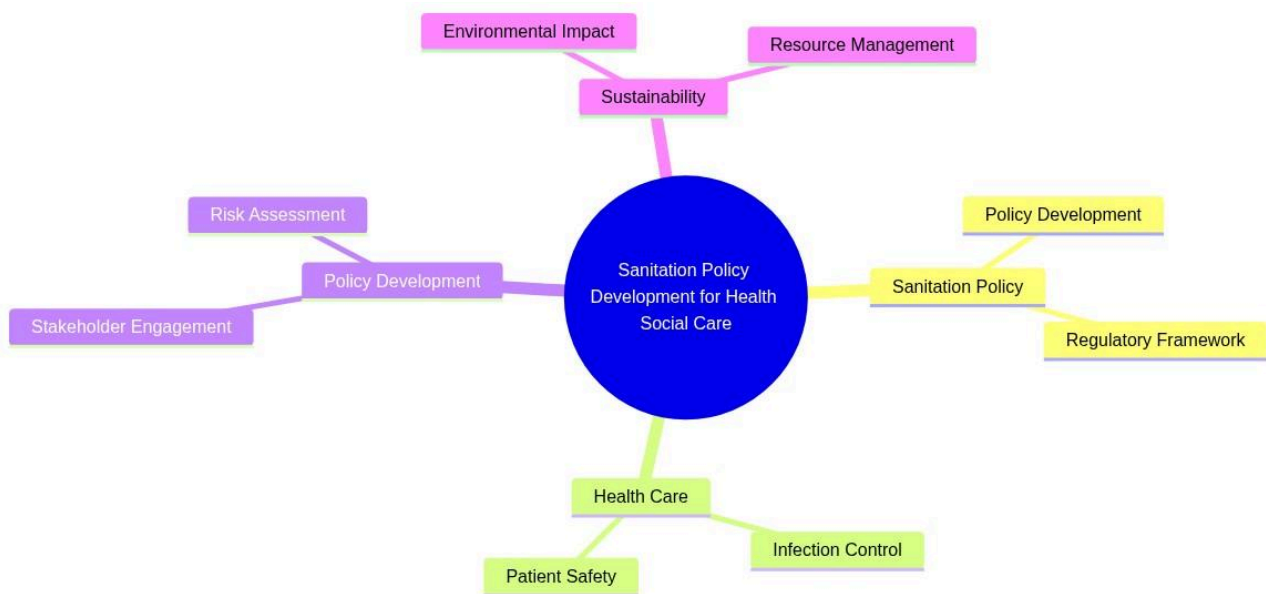 Environmental Impact
Resource Management
Sustainability
Risk Assessment
Policy Development
Policy Development
Sanitation Policy
Stakeholder Engagement
Regulatory Framework
Sanitation Policy
Development for Health
Social Care
Health Care
Infection Control
Patient Safety